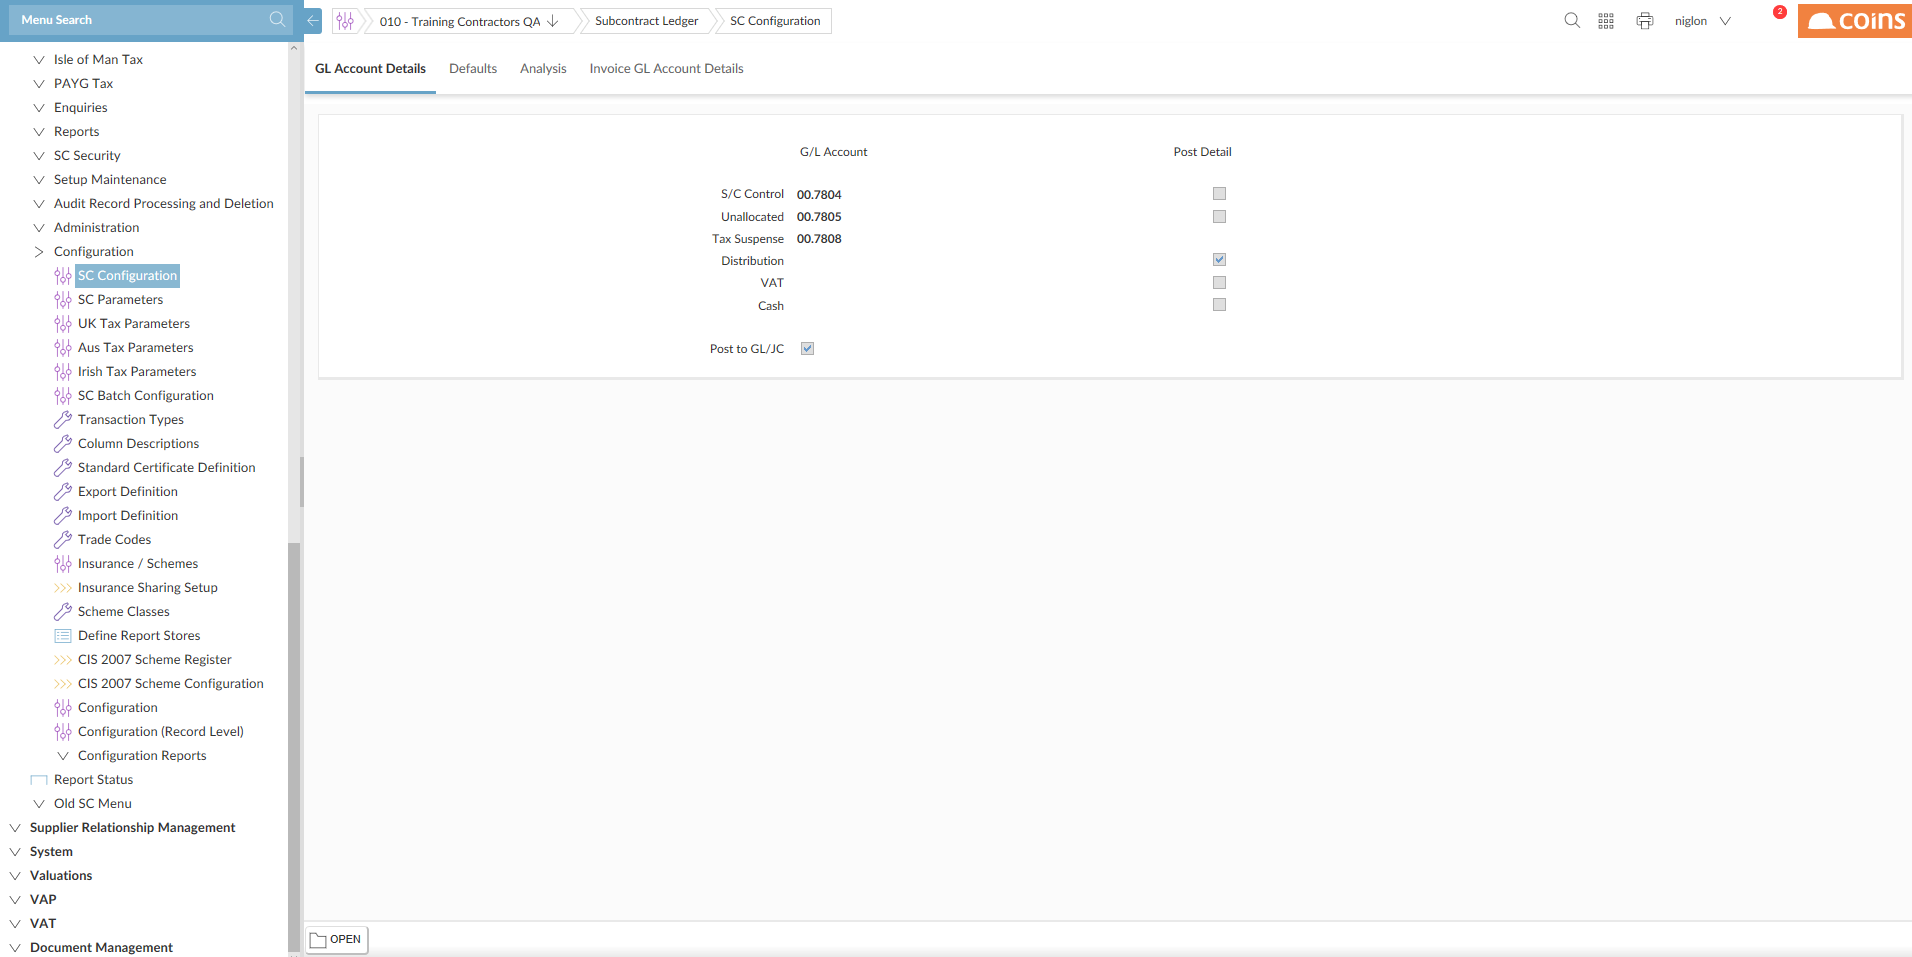 Menu Search
010 - Training Contractors QA
Subcontract Ledger
SC Configuration
niglon
2
coins
Isle of Man Tax
PAYG Tax
Enquiries
Reports
SC Security
Setup Maintenance
Audit Record Processing and Deletion
Administration
Configuration
SC Configuration
SC Parameters
UK Tax Parameters
Aus Tax Parameters
Irish Tax Parameters
SC Batch Configuration
Transaction Types
Column Descriptions
Standard Certificate Definition
Export Definition
Import Definition
Trade Codes
Insurance / Schemes
Insurance Sharing Setup
Scheme Classes
Define Report Stores
CIS 2007 Scheme Register
CIS 2007 Scheme Configuration
Configuration
Configuration (Record Level)
Configuration Reports
Report Status
Old SC Menu
Supplier Relationship Management
System
Valuations
VAP
VAT
Document Management
GL Account Details Defaults Analysis Invoice GL Account Details
G/L Account Post Detail
S/C Control 00.7804
Unallocated 00.7805
Tax Suspense 00.7808
Distribution
VAT
Cash
Post to GL/JC
OPEN